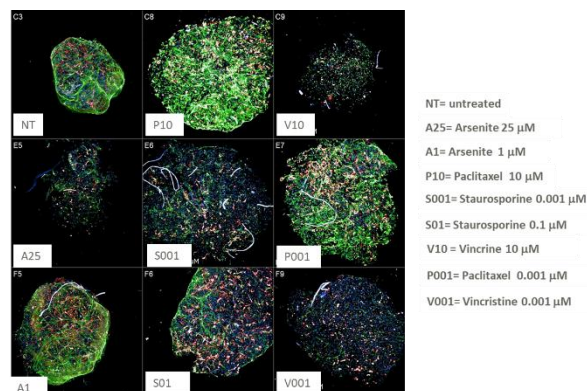 C3
NT
C8
P10
C9
V10
E5
A25
E6
S001
E7
P001
F5
A1
F6
S01
F9
V001
NT= untreated
A25= Arsenite 25 μM
A1= Arsenite 1 μM
P10= Paclitaxel 10 μM
S001= Staurosporine 0.001 μM
S01= Staurosporine 0.1 μM
V10 = Vincrine 10 μM
P001= Paclitaxel 0.001 μM
V001= Vincristine 0.001 μM